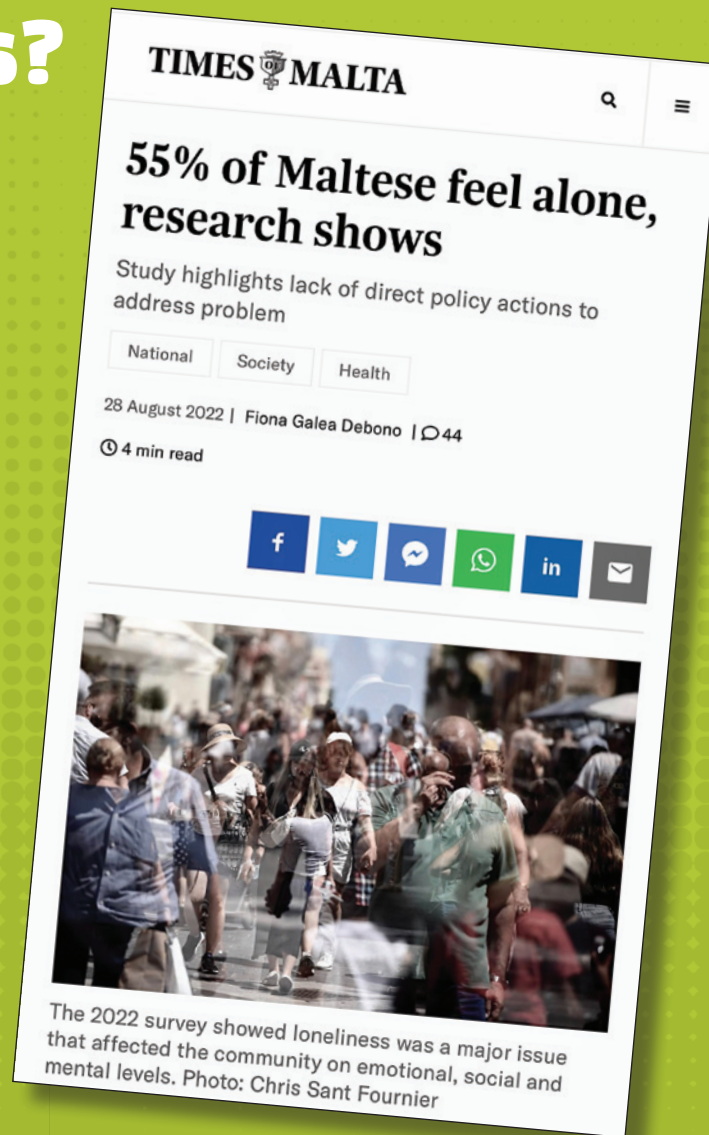 s?
TIMES OF MALTA
55% of Maltese feel alone,
research shows
Study highlights lack of direct policy actions to
address problem
National Society Health
28 August 2022 | Fiona Galea Debono | 44
4 min read
f in
The 2022 survey showed loneliness was a major issue
that affected the community on emotional, social and
mental levels. Photo: Chris Sant Fournier